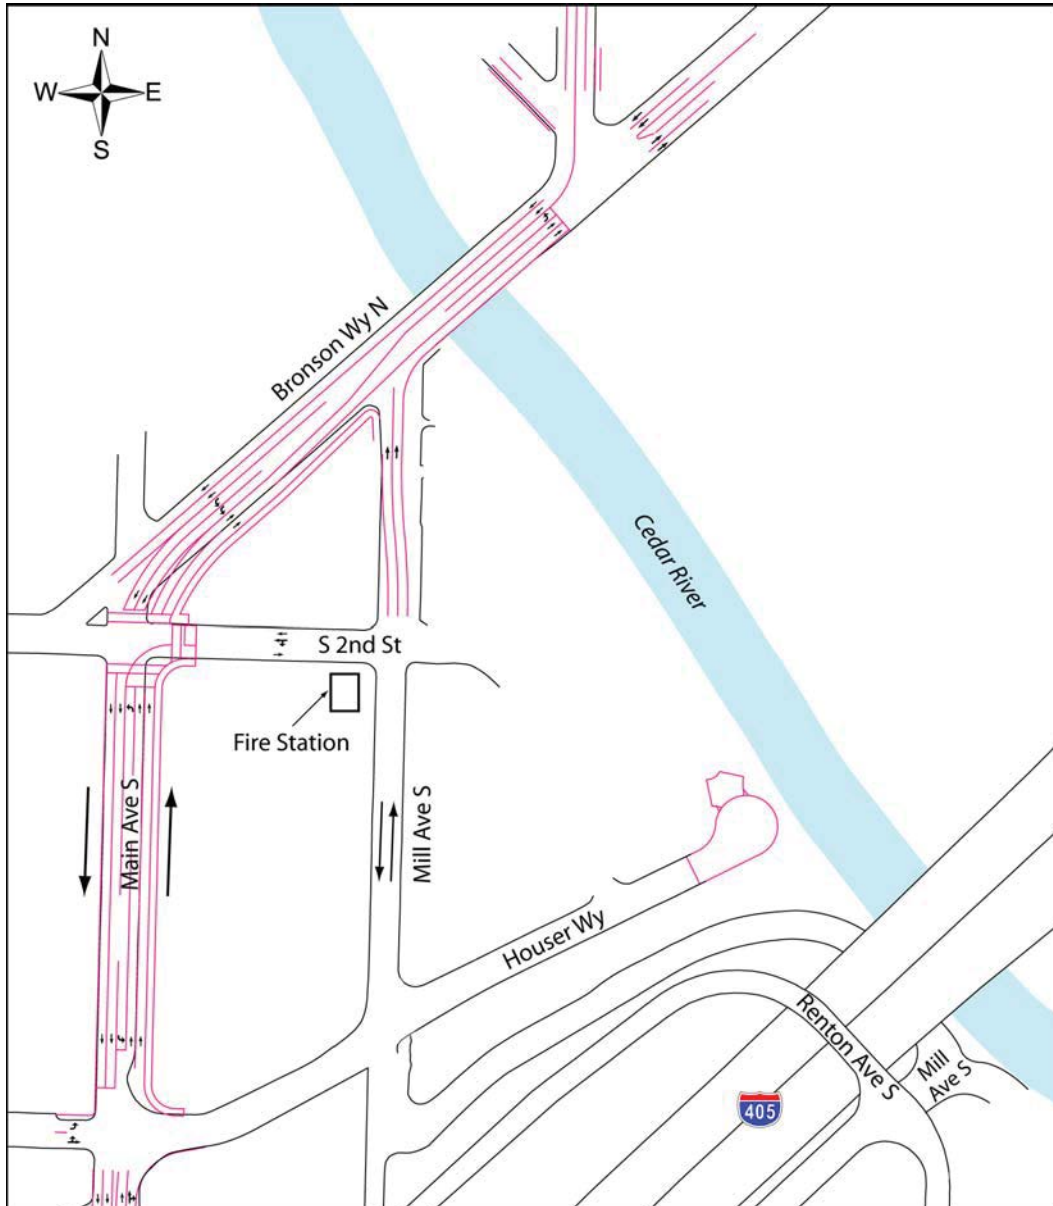 N
W E
S
Bronson Wy N
Cedar River
S 2nd St
Fire Station
Main Ave S
Mill Ave S
Houser Wy
Renton Ave S
Mill
Ave S
405